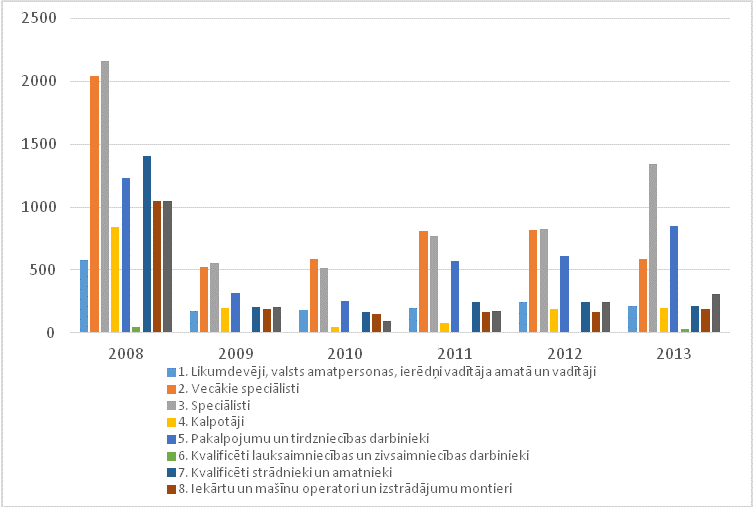 2500
2000
1500
1000
500
0
2008 2009 2010 2011 2012 2013
1. Likumdevēji, valsts amatpersonas, ierēdņi vadītāja amatā un vadītāji
2. Vecākie speciālisti
3. Speciālisti
4. Kalpotāji
5. Pakalpojumu un tirdzniecības darbinieki
6. Kvalificēti lauksaimniecības un zivsaimniecības darbinieki
7. Kvalificēti strādnieki un amatnieki
8. Iekārtu un mašīnu operatori un izstrādājumu montieri